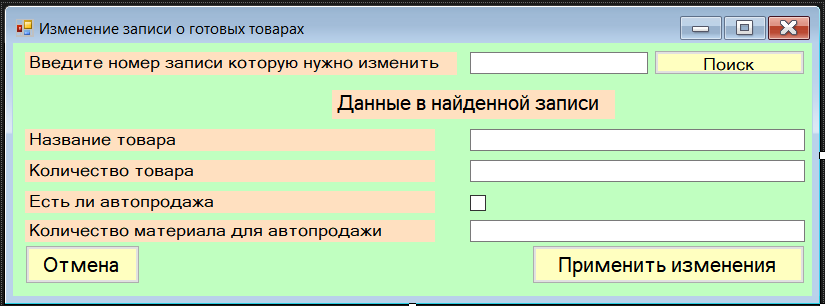 Изменение записи о готовых товарах
Введите номер записи которую нужно изменить
Поиск
Данные в найденной записи
Название товара
Количество товара
Есть ли автопродажа
Количество материала для автопродажи
Отмена
Применить изменения